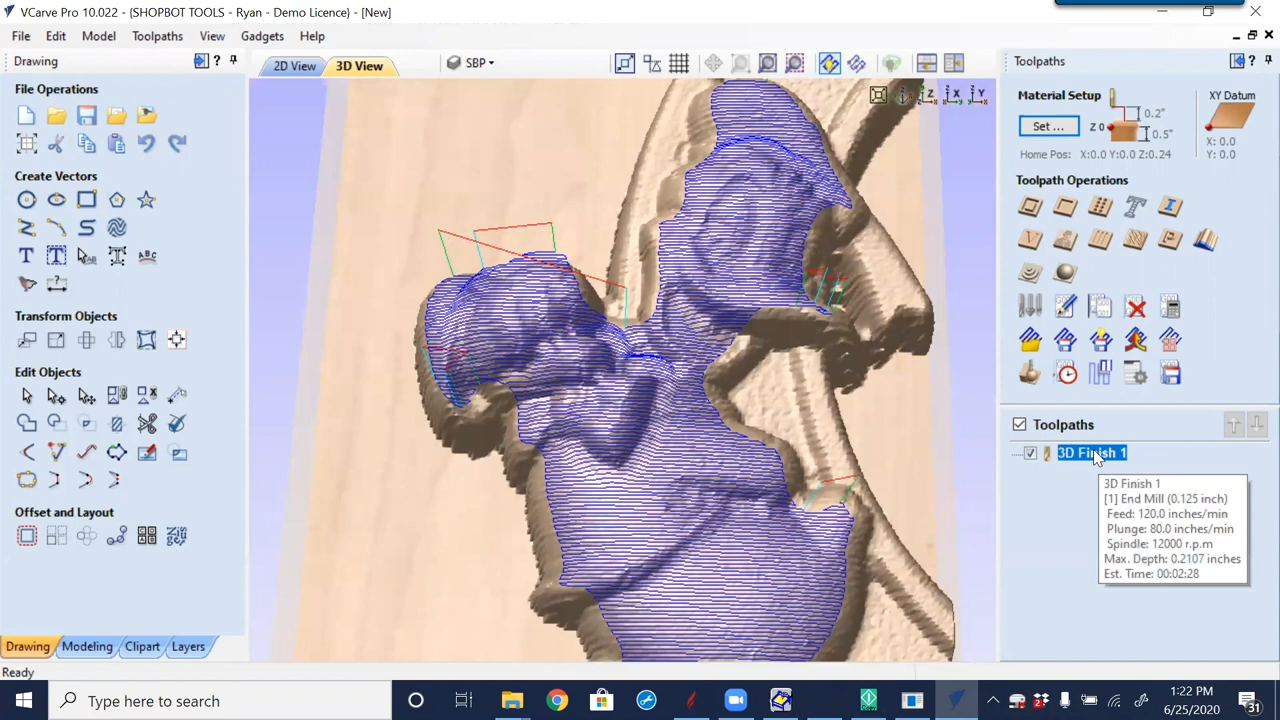 VCarve Pro 10.022 - {SHOPBOT TOOLS - Ryan - Demo Licence} - [New]
File Edit Model Toolpaths View Gadgets Help
Drawing
2D View 3D View SBP
Toolpaths
File Operations
Create Vectors
Transform Objects
Edit Objects
Offset and Layout
Drawing Modeling Clipart Layers
Z X Y
Material Setup
XY Datum
Set ...
0.2"
Z 0
0.5"
X: 0.0
Y: 0.0
Home Pos: X:0.0 Y:0.0 Z:0.24
Toolpath Operations
Toolpaths
3D Finish 1
3D Finish 1
[1] End Mill (0.125 inch)
Feed: 120.0 inches/min
Plunge: 80.0 inches/min
Spindle: 12000 r.p.m
Max. Depth: 0.2107 inches
Est. Time: 00:02:28
Ready
Type here to search
1:22 PM
6/25/2020
31